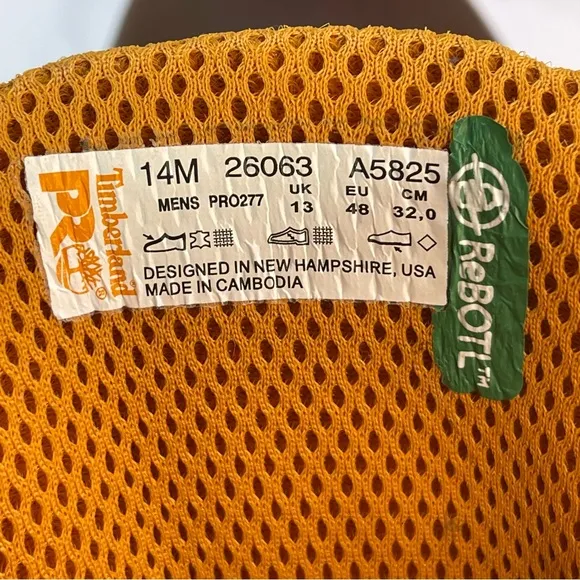 Timberland
PRO
®
14M 26063 A5825
MENS PRO277 UK EU CM
13 48 32,0
DESIGNED IN NEW HAMPSHIRE, USA
MADE IN CAMBODIA
ReBOTL™